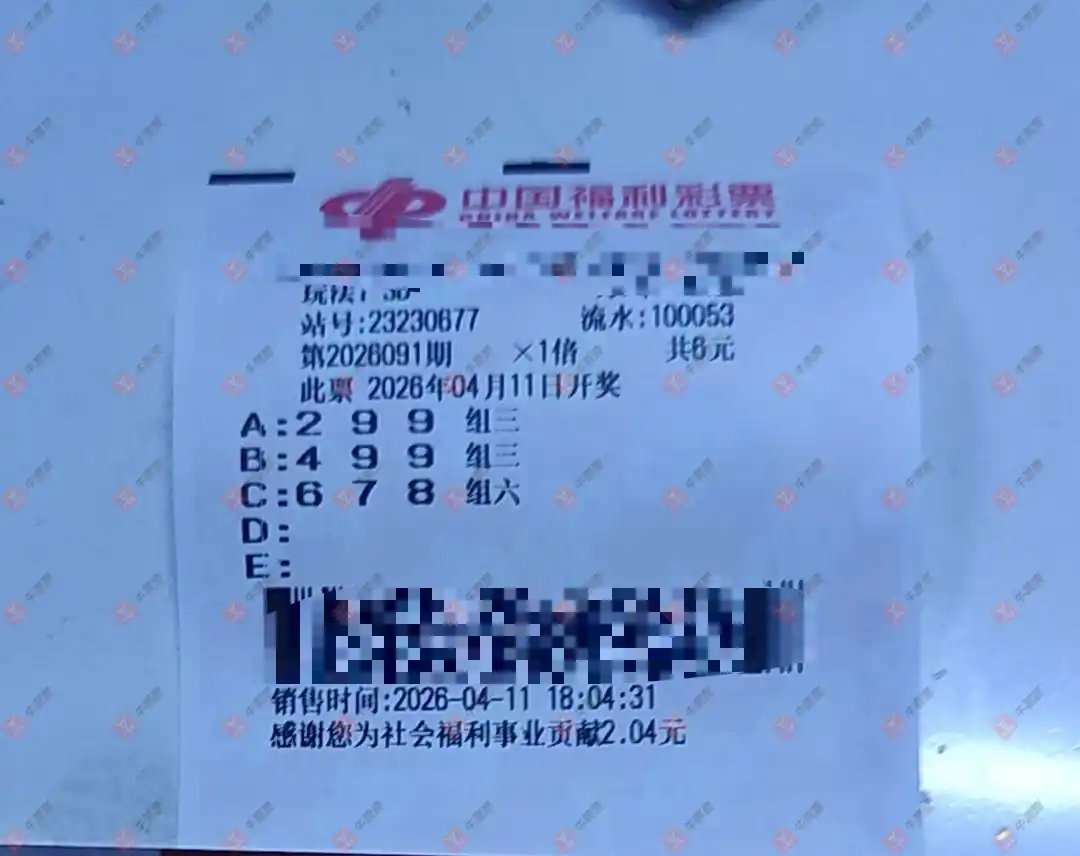 中国福利彩票
CHINA WELFARE LOTTERY
站号:23230677 流水:100053
第2026091期 ×1倍 共6元
此票 2026年04月11日开奖
A:2 9 9 组三
B:4 9 9 组三
C:6 7 8 组六
D:
E:
销售时间:2026-04-11 18:04:31
感谢您为社会福利事业贡献2.04元